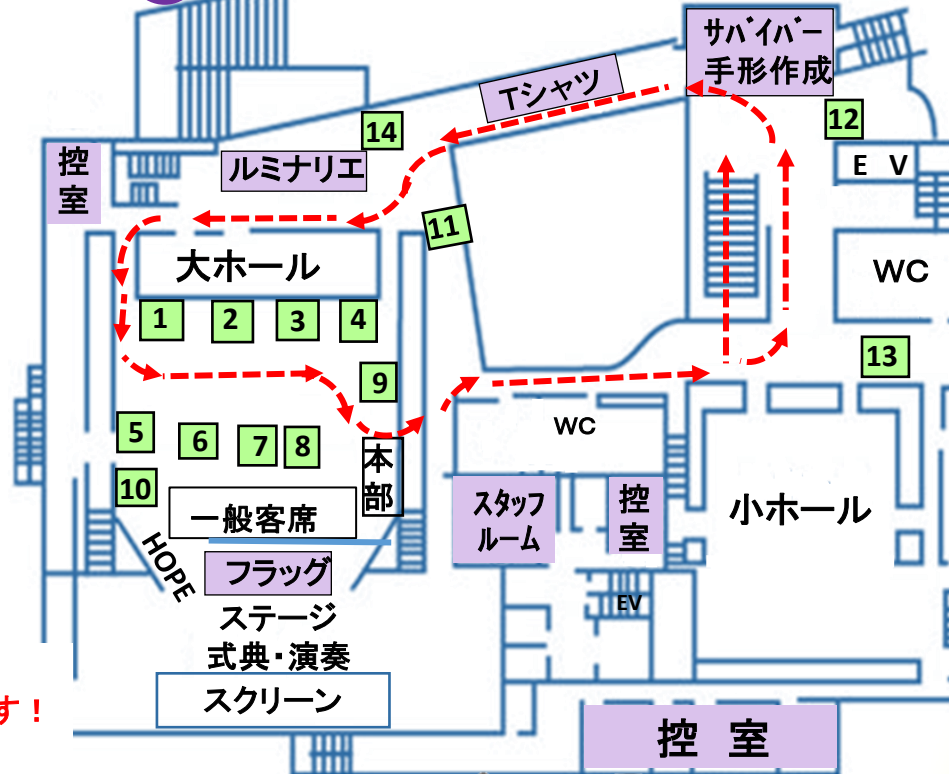 サバイバー
手形作成
Tシャツ
12
14
E V
控
室
ルミナリエ
11
大ホール
WC
1
2
3
4
13
9
5
6
7
8
WC
本
部
10
スタッフ
ルーム
控
室
小ホール
一般客席
HOPE
フラッグ
EV
ステージ
式典・演奏
スクリーン
す！
控 室